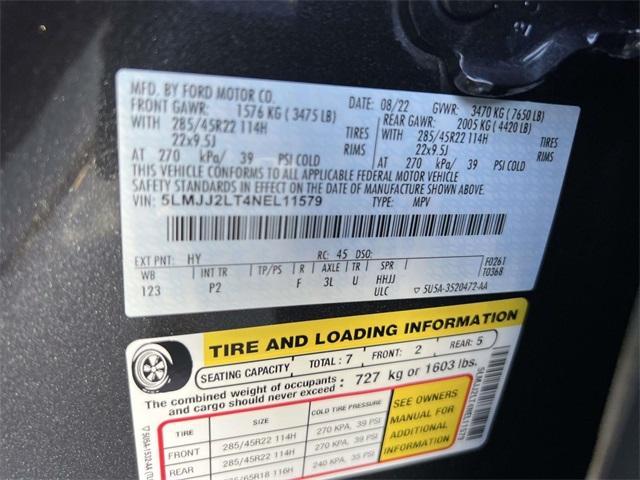 MFD. BY FORD MOTOR CO.
DATE: 08/22 GVWR: 3470 KG (7650 LB)
FRONT GAWR: 1576 KG (3475 LB) REAR GAWR: 2005 KG (4420 LB)
WITH 285/45R22 114H TIRES WITH 285/45R22 114H TIRES
22x9.5J RIMS 22x9.5J RIMS
AT 270 kPa/ 39 PSI COLD AT 270 kPa/ 39 PSI COLD
THIS VEHICLE CONFORMS TO ALL APPLICABLE FEDERAL MOTOR VEHICLE
SAFETY STANDARDS IN EFFECT ON THE DATE OF MANUFACTURE SHOWN ABOVE.
VIN: 5LMJJ2LT4NEL11579 TYPE: MPV
EXT PNT: HY RC: 45 DSO: F0261
T0368
WB INT TR TP/PS R AXLE TR SPR
123 P2 F 3L U HHJJ
ULC ▽ 5U5A-3520472-AA
TIRE AND LOADING INFORMATION
SEATING CAPACITY TOTAL: 7 FRONT: 2 REAR: 5
The combined weight of occupants
and cargo should never exceed: 727 kg or 1603 lbs.
TIRE SIZE COLD TIRE PRESSURE
FRONT 285/45R22 114H 270 KPA, 39 PSI
REAR 285/45R22 114H 270 KPA, 39 PSI
65R18 116H 240 KPA, 35 PSI
SEE OWNERS
MANUAL FOR
ADDITIONAL
INFORMATION
5LMJJ2LT4NEL11579